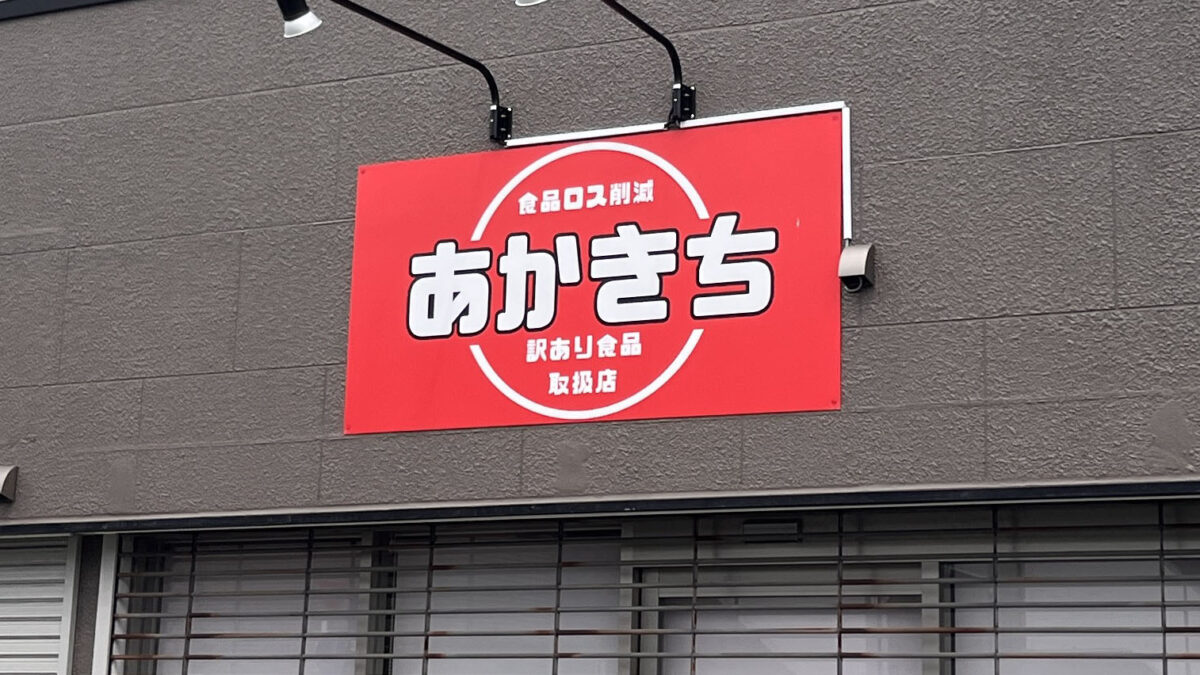 食品ロス削減
あかきち
訳あり食品
取扱店